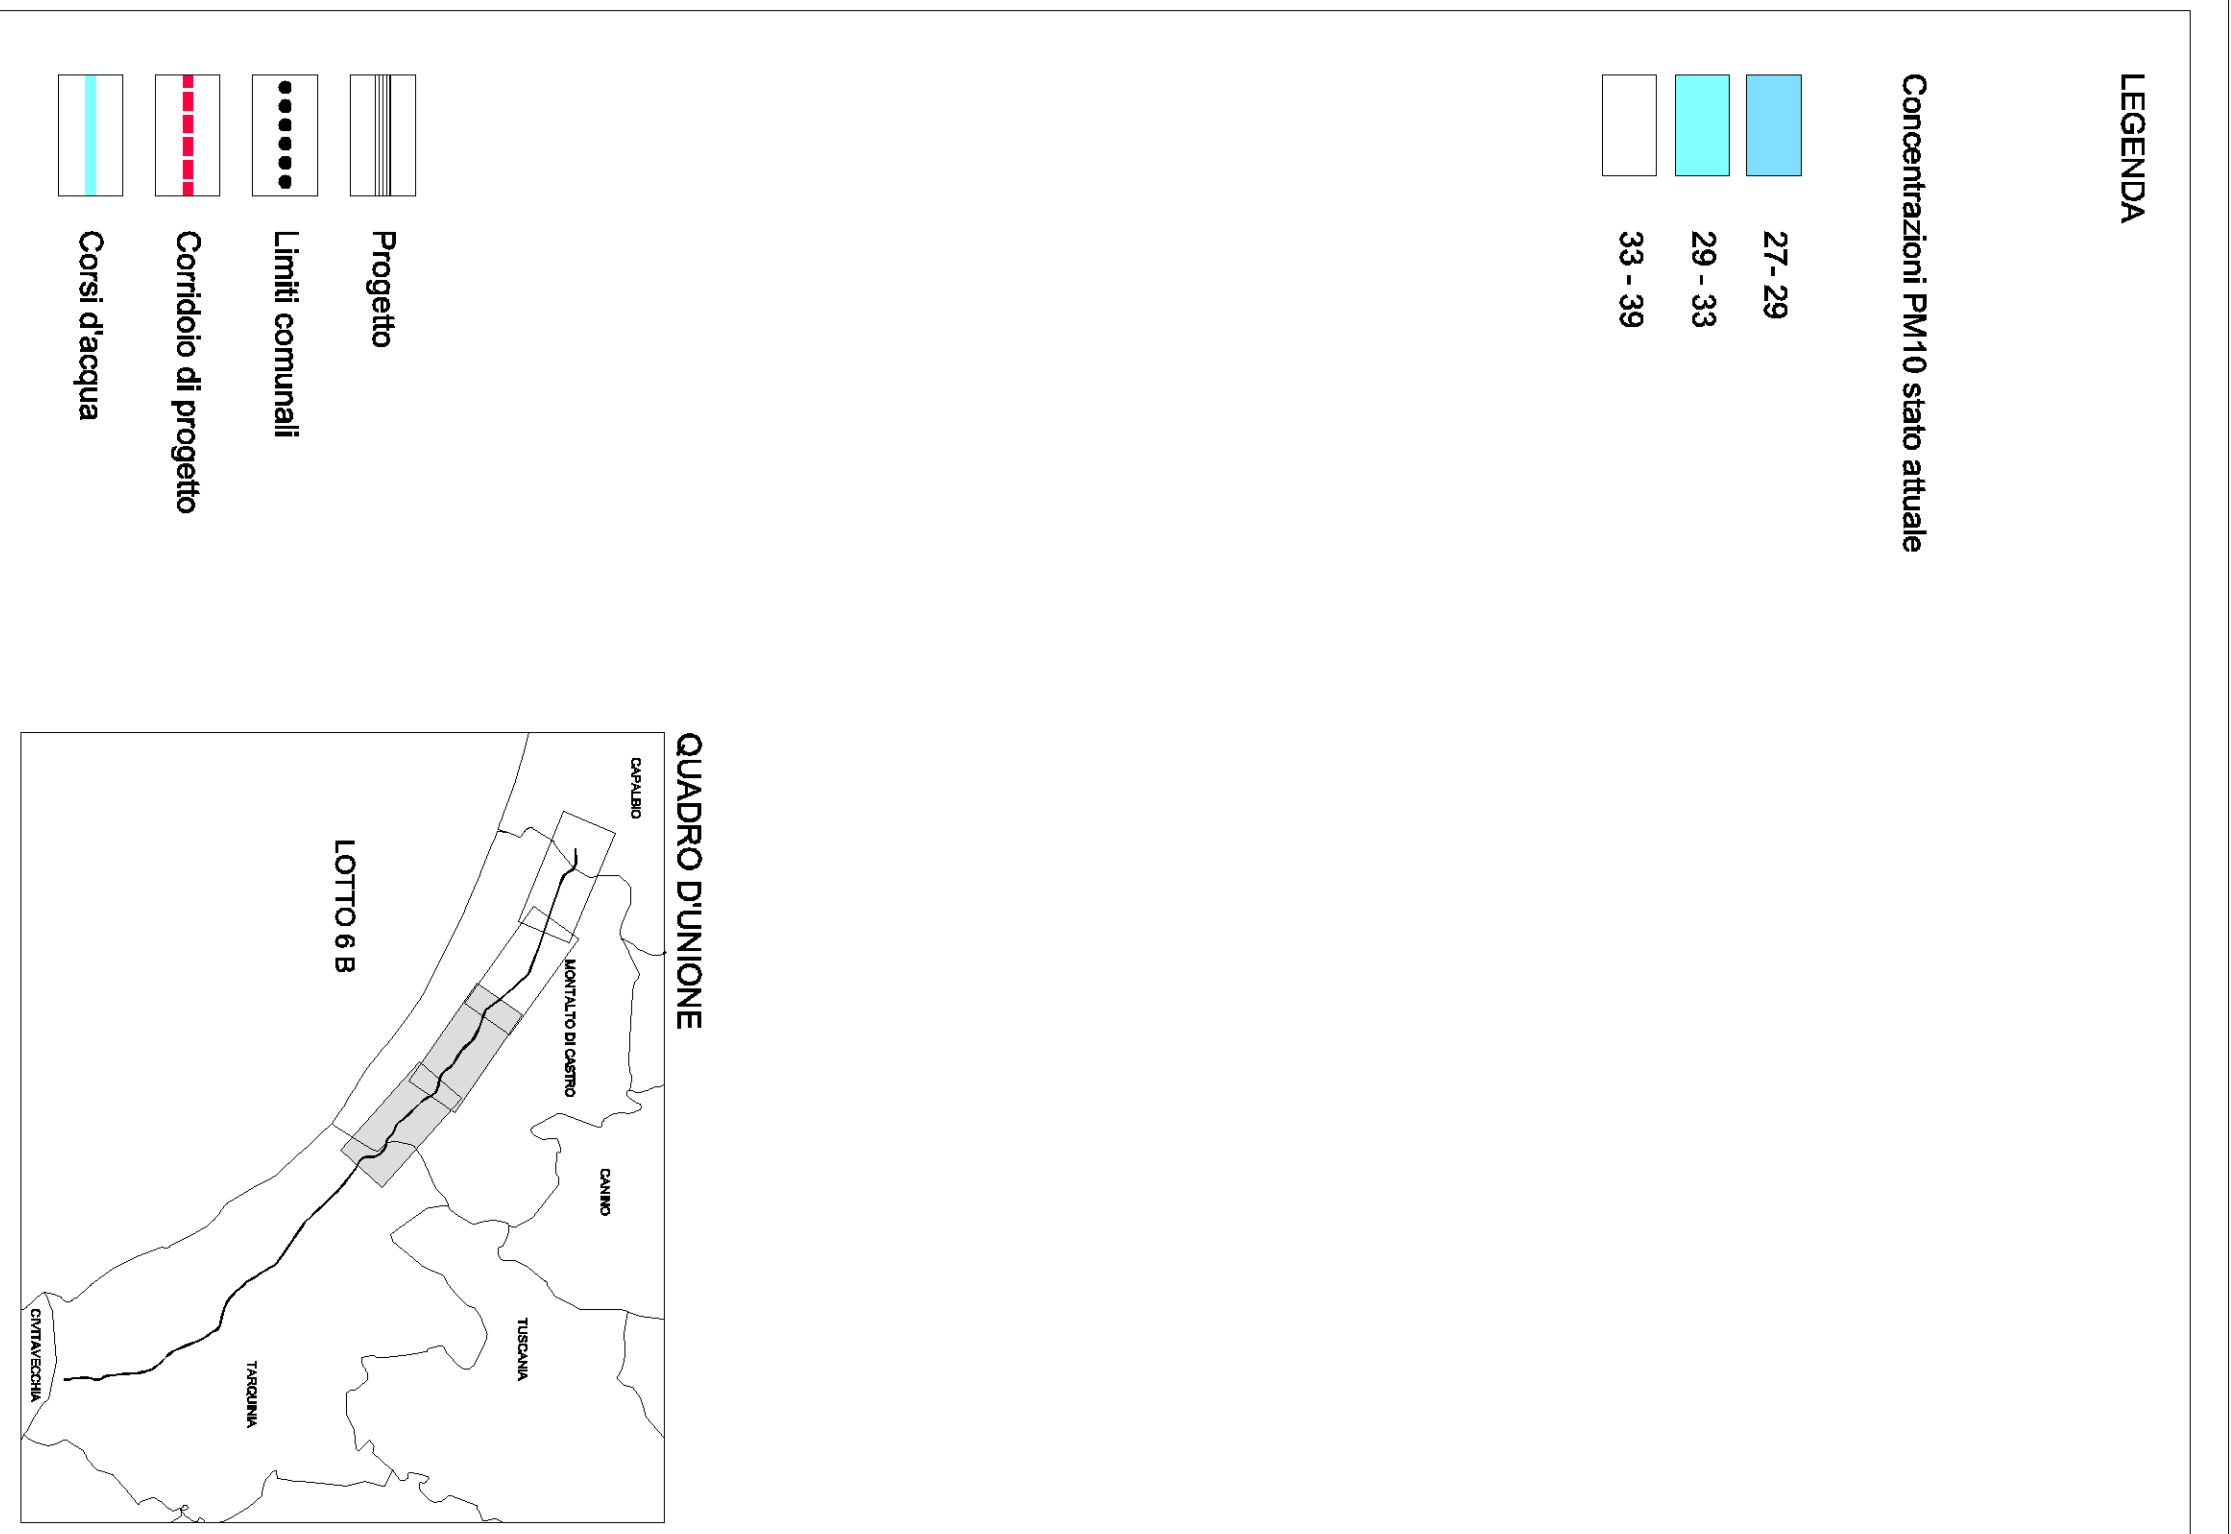 LEGENDA
Concentrazioni PM10 stato attuale
27- 29
29 - 33
33 - 39
Progetto
Limiti comunali
Corridoio di progetto
Corsi d'acqua
QUADRO D'UNIONE
CAPALBIO
MONTALTO DI CASTRO
CANINO
TUSCANIA
LOTTO 6 B
TARQUINIA
CIVITAVECCHIA